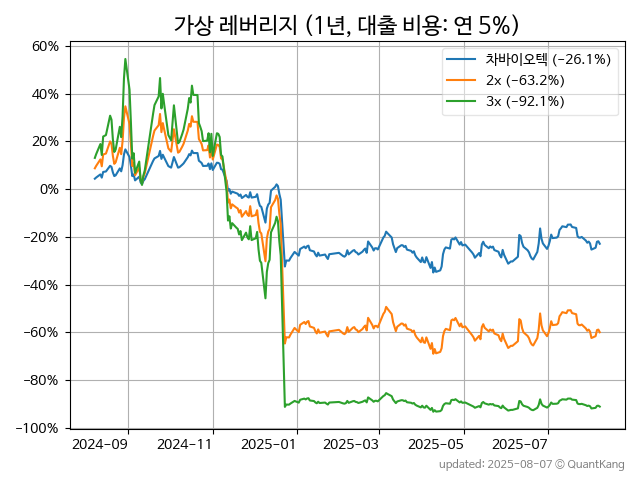 가상 레버리지 (1년, 대출 비용: 연 5%)
차바이오텍 (−26.1%)
2x (−63.2%)
3x (−92.1%)
60%
40%
20%
0%
−20%
−40%
−60%
−80%
−100%
2024-09 2024-11 2025-01 2025-03 2025-05 2025-07
updated: 2025-08-07 © QuantKang